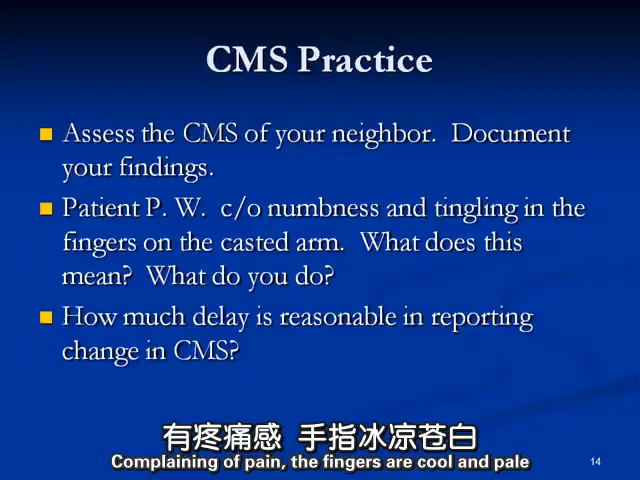 CMS Practice
Assess the CMS of your neighbor. Document
your findings.
Patient P. W. c/o numbness and tingling in the
fingers on the casted arm. What does this
mean? What do you do?
How much delay is reasonable in reporting
change in CMS?
有疼痛感 手指冰凉苍白
Complaining of pain, the fingers are cool and pale
14